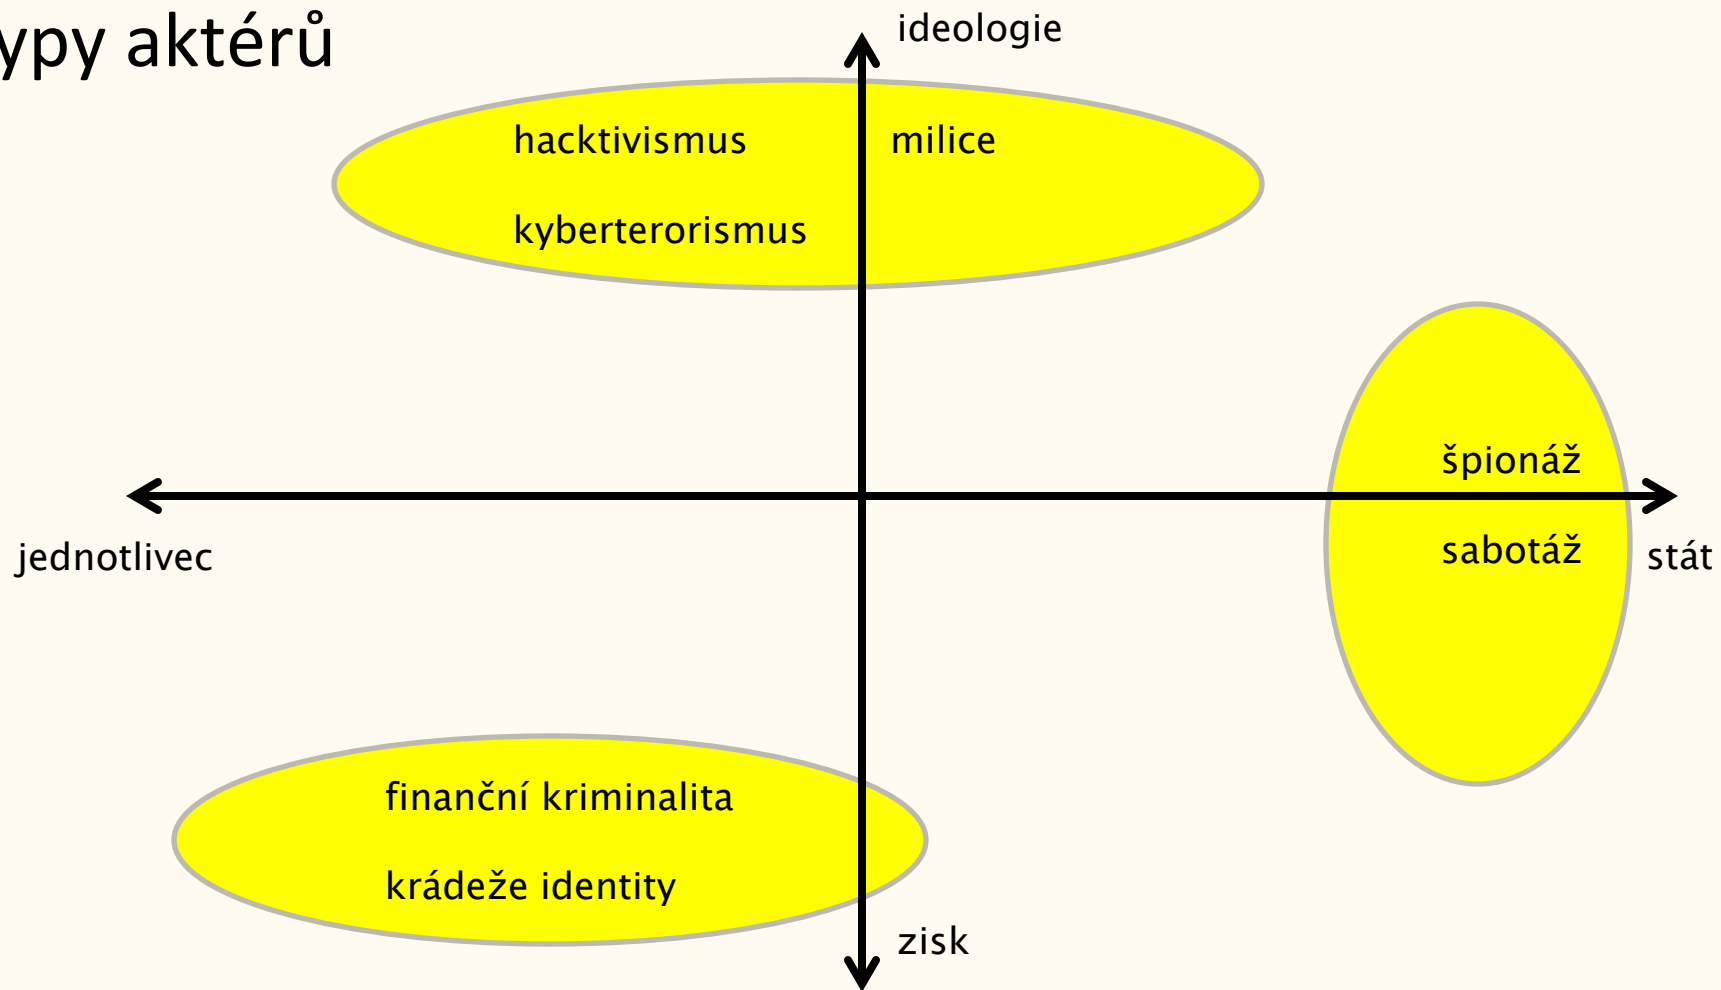 ypy aktérů
ideologie
hacktivismus
milice
kyberterorismus
špionáž
jednotlivec
sabotáž
stát
finanční kriminalita
krádeže identity
zisk